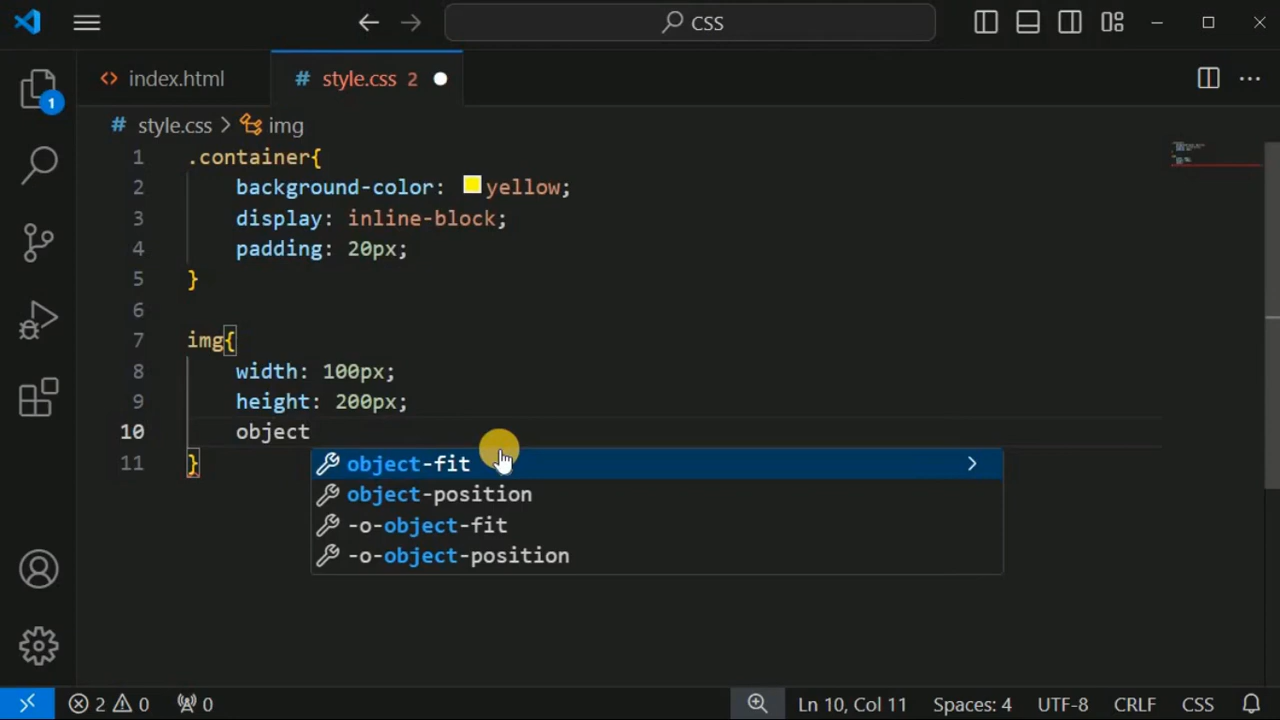 CSS
index.html
style.css 2
1
style.css > img
1 .container{
2 background-color: yellow;
3 display: inline-block;
4 padding: 20px;
5 }
6
7 img{
8 width: 100px;
9 height: 200px;
10 object
11 }
object-fit
object-position
-o-object-fit
-o-object-position
2 0 0 Ln 10, Col 11 Spaces: 4 UTF-8 CRLF CSS